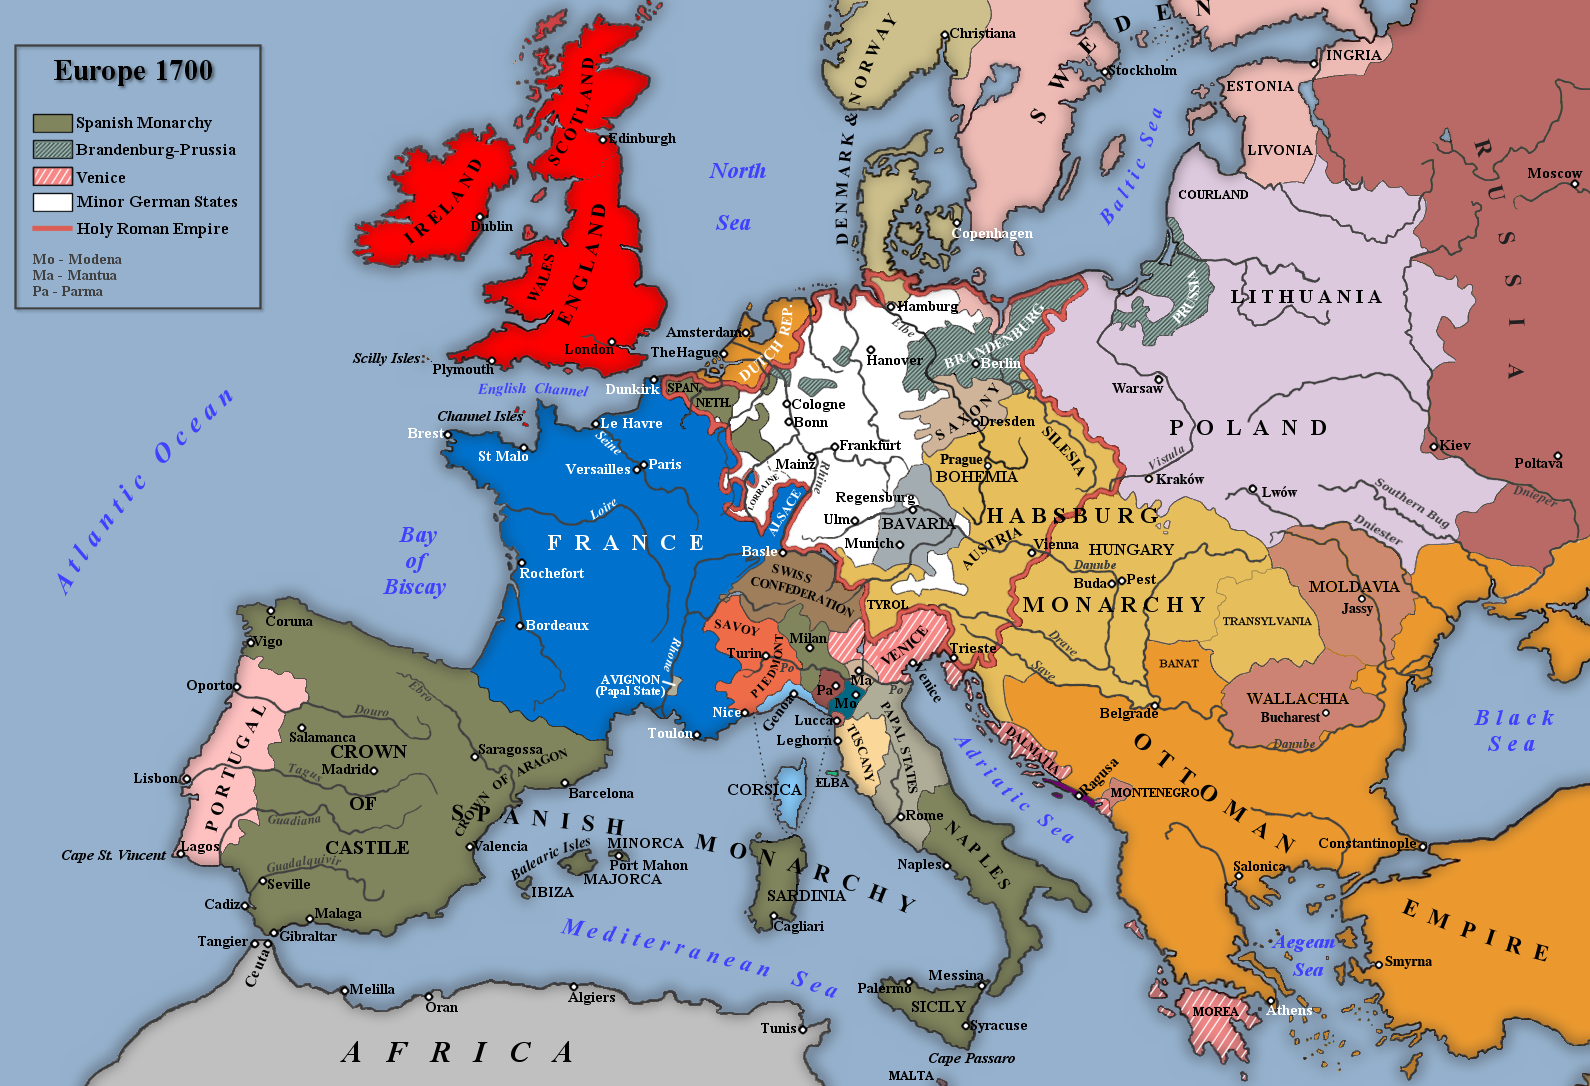 Europe 1700
Spanish Monarchy
Brandenburg-Prussia
Venice
Minor German States
Holy Roman Empire
Mo - Modena
Ma - Mantua
Pa - Parma
SCOTLAND
Edinburgh
IRELAND
Dublin
WALES
ENGLAND
London
Plymouth
Scilly Isles
English Channel
Channel Isles
North
Sea
DENMARK & NORWAY
Christiana
SWEDEN
Stockholm
Baltic Sea
Copenhagen
INGRIA
ESTONIA
LIVONIA
COURLAND
RUSSIA
Moscow
LITHUANIA
PRUSSIA
POLAND
Warsaw
Vistula
Kraków
Lwów
Kiev
Poltava
Dnieper
Southern Bug
Dniester
Amsterdam
The Hague
DUTCH REP.
SPAN.
NETH.
Dunkirk
Hamburg
Elbe
Hanover
BRANDENBURG
Berlin
Cologne
Bonn
Frankfurt
Mainz
Rhine
SAXONY
Dresden
SILESIA
Prague
BOHEMIA
Regensburg
Ulm
BAVARIA
Munich
LORRAINE
ALSACE
Basle
HABSBURG
MONARCHY
AUSTRIA
Vienna
HUNGARY
Danube
Buda
Pest
TYROL
Drave
Save
TRANSYLVANIA
BANAT
MOLDAVIA
Jassy
WALLACHIA
Bucharest
Danube
Belgrade
Atlantic Ocean
Bay
of
Biscay
Brest
St Malo
Le Havre
Seine
Versailles
Paris
Loire
FRANCE
Rochefort
Bordeaux
Rhone
AVIGNON
(Papal State)
Toulon
Nice
SWISS
CONFEDERATION
SAVOY
Turin
PIEDMONT
Milan
Po
Genoa
Pa
Ma
Mo
Po
VENICE
Venice
Trieste
Lucca
Leghorn
TUSCANY
PAPAL STATES
ELBA
CORSICA
Rome
Adriatic Sea
DALMATIA
Ragusa
MONTENEGRO
OTTOMAN
EMPIRE
Black
Sea
Constantinople
Salonica
Aegean
Sea
Smyrna
Athens
MOREA
Coruna
Vigo
Oporto
PORTUGAL
Lisbon
Lagos
Cape St. Vincent
Douro
Ebro
Salamanca
Saragossa
CROWN
OF
CASTILE
Madrid
Tagus
Guadiana
Guadalquivir
CROWN OF ARAGON
Barcelona
Valencia
Seville
Cadiz
Malaga
Gibraltar
Tangier
Ceuta
SPANISH
MONARCHY
Balearic Isles
MINORCA
Port Mahon
MAJORCA
IBIZA
SARDINIA
Cagliari
Naples
NAPLES
Mediterranean Sea
Messina
Palermo
SICILY
Syracuse
Cape Passaro
MALTA
Melilla
Oran
Algiers
Tunis
AFRICA